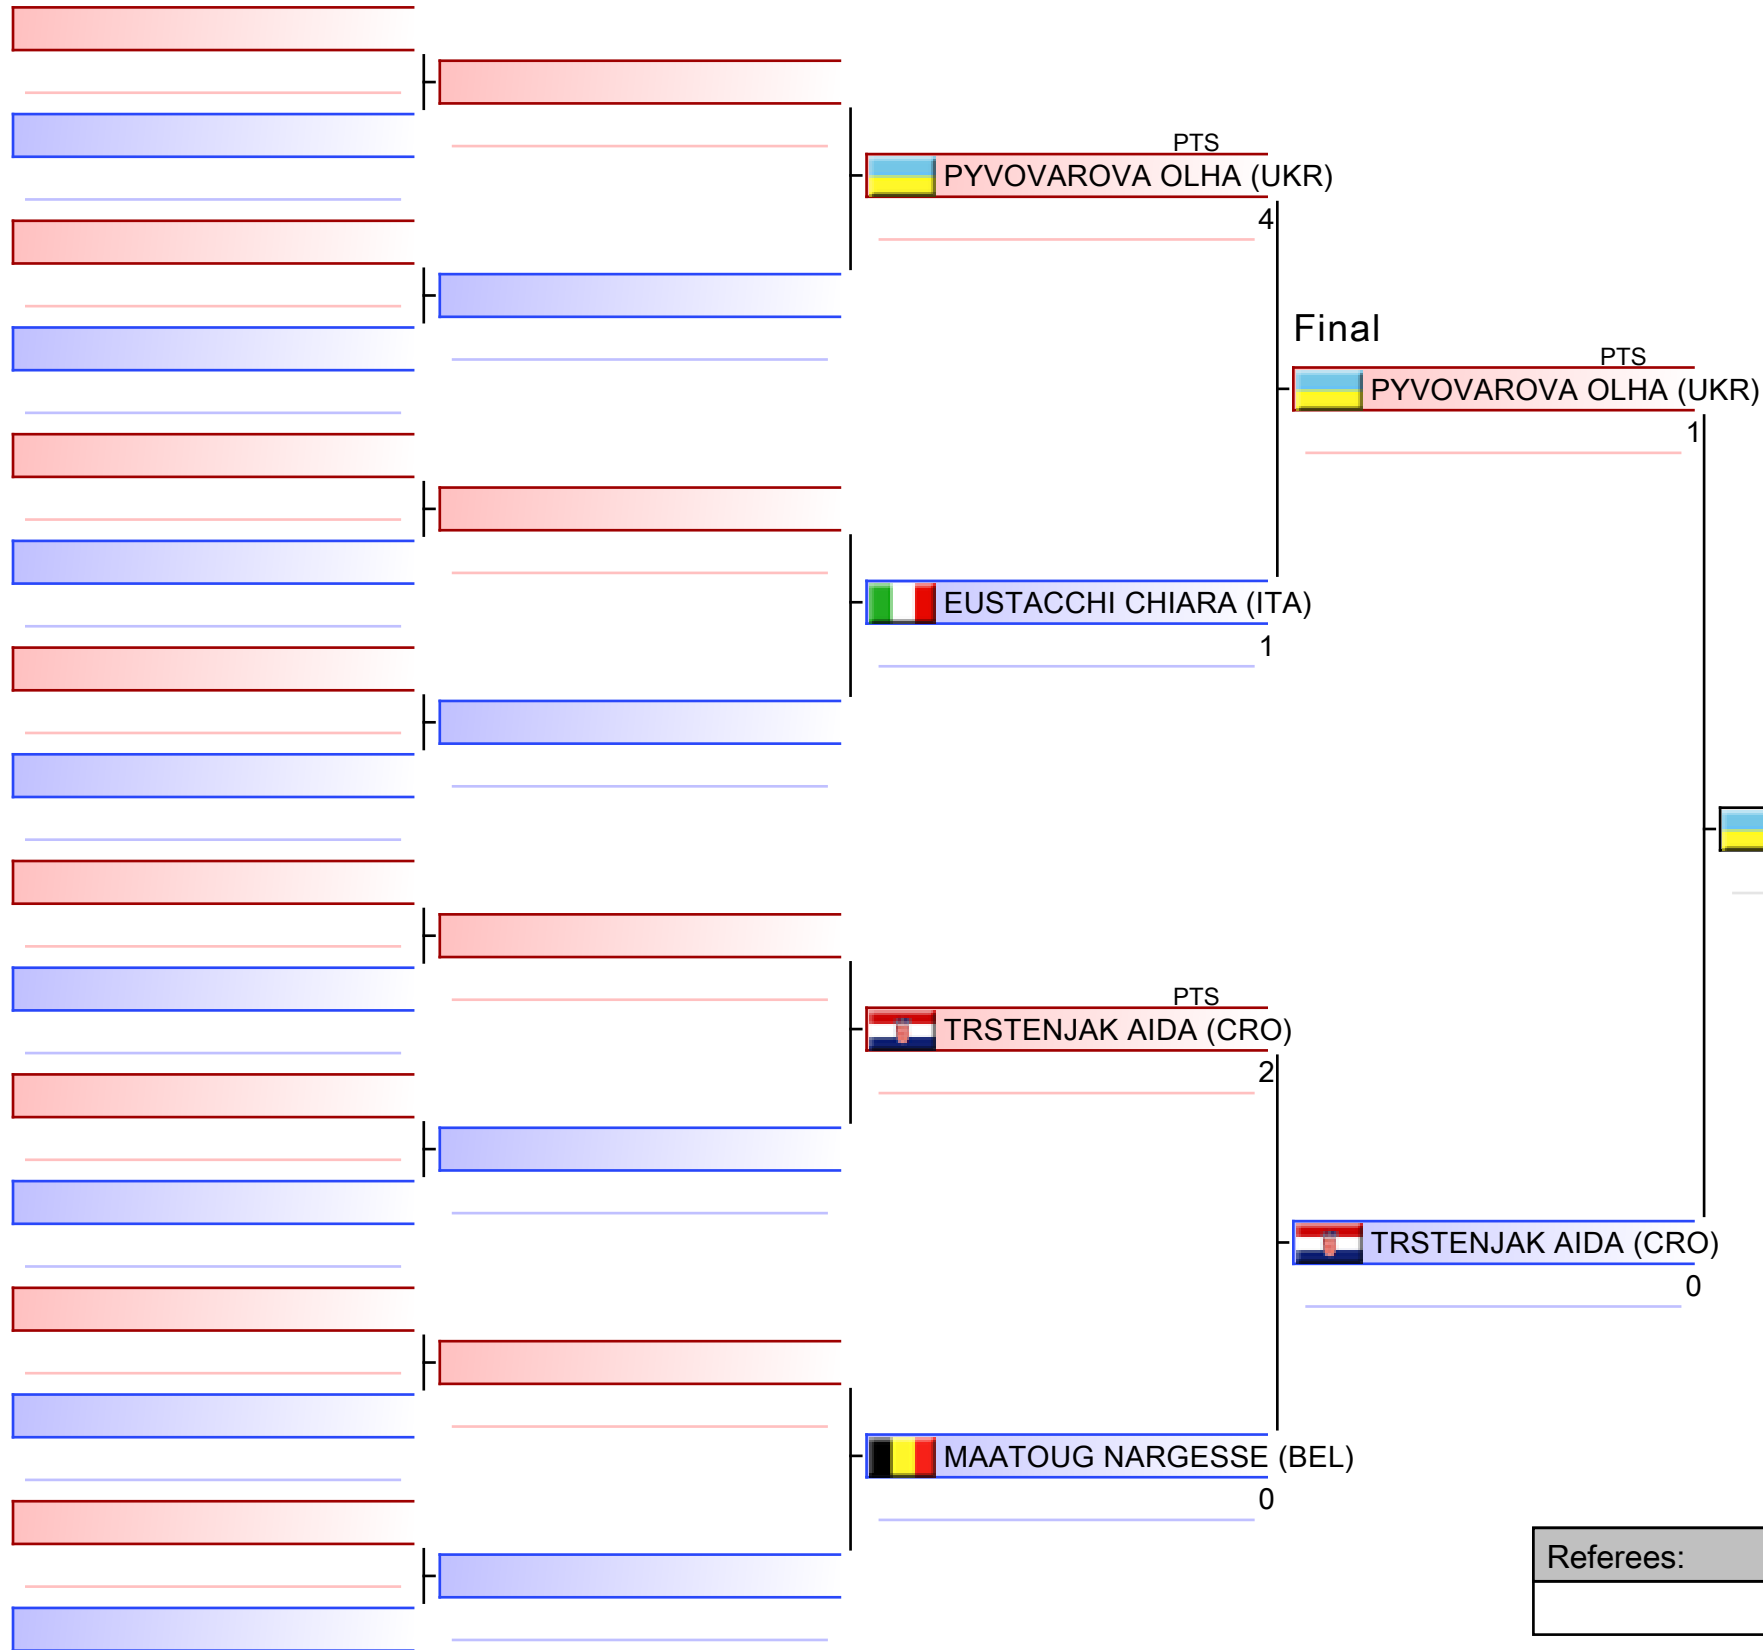 PTS
PYVOVAROVA OLHA (UKR)
4
Final
PTS
PYVOVAROVA OLHA (UKR)
1
EUSTACCHI CHIARA (ITA)
1
PTS
TRSTENJAK AIDA (CRO)
2
TRSTENJAK AIDA (CRO)
0
MAATOUG NARGESSE (BEL)
0
Referees: